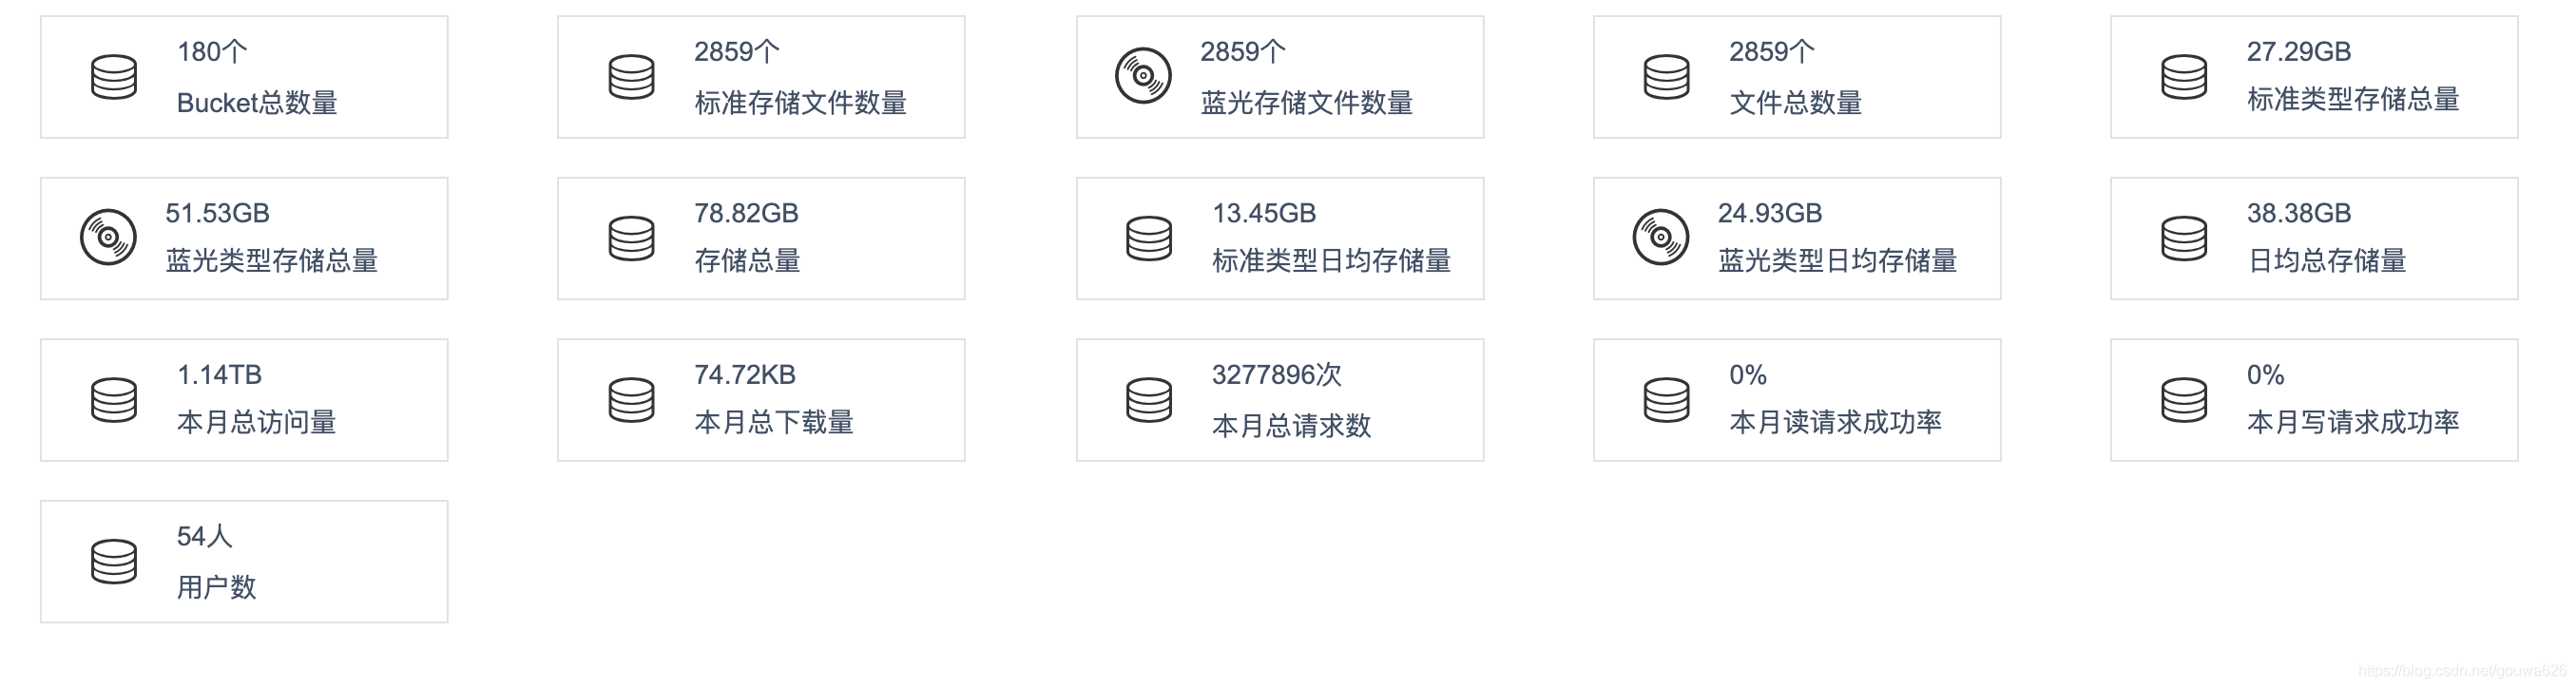 180个
Bucket总数量
2859个
标准存储文件数量
2859个
蓝光存储文件数量
2859个
文件总数量
27.29GB
标准类型存储总量
51.53GB
蓝光类型存储总量
78.82GB
存储总量
13.45GB
标准类型日均存储量
24.93GB
蓝光类型日均存储量
38.38GB
日均总存储量
1.14TB
本月总访问量
74.72KB
本月总下载量
3277896次
本月总请求数
0%
本月读请求成功率
0%
本月写请求成功率
54人
用户数
https://blog.csdn.net/gouwa626